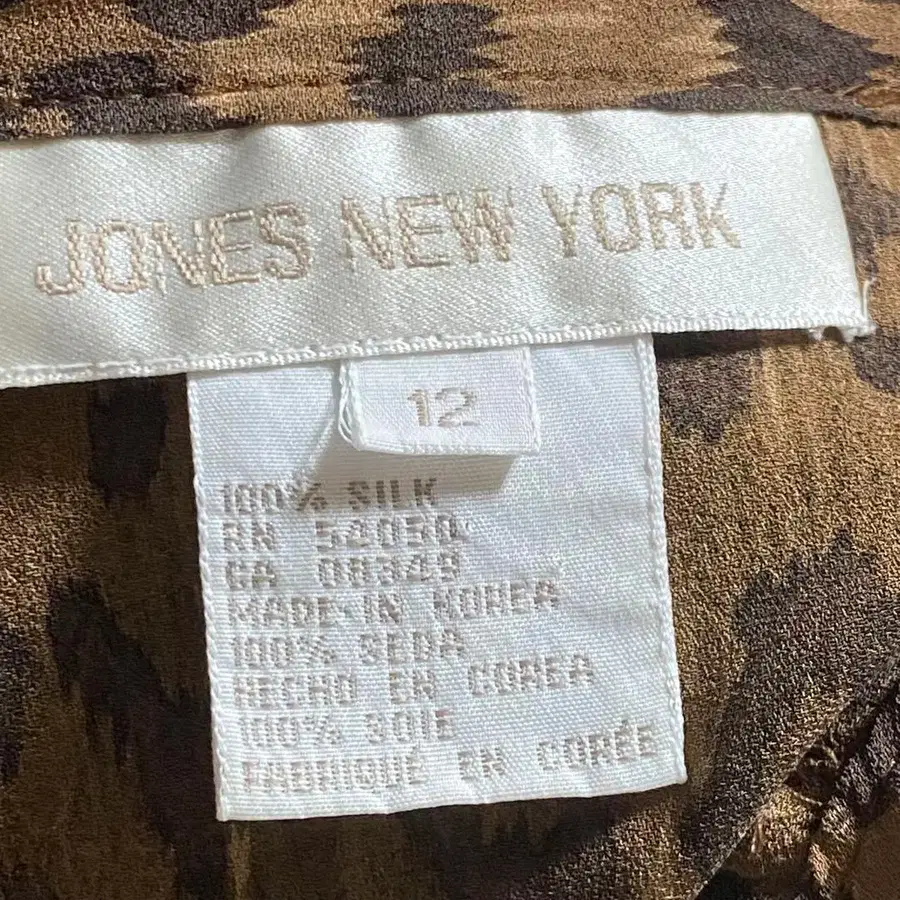 JONES NEW YORK
12
100% SILK
RN 54050
CA 08349
MADE IN KOREA
100% SEDA
HECHO EN COREA
100% SOIE
FABRIQUÉ EN CORÉE